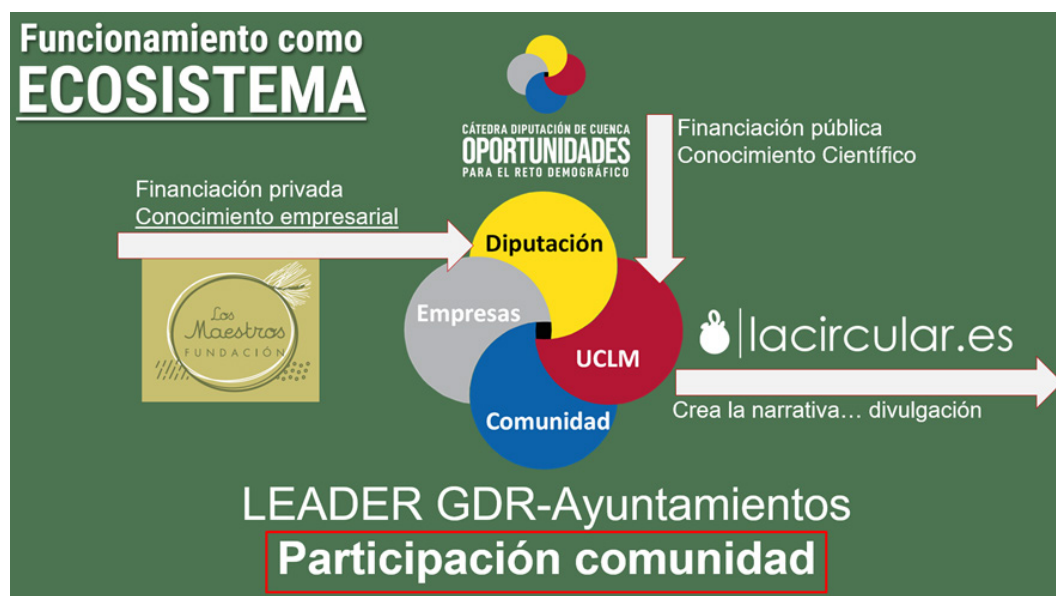 Funcionamiento como
ECOSISTEMA
CÁTEDRA DIPUTACIÓN DE CUENCA
OPORTUNIDADES
PARA EL RETO DEMOGRÁFICO
Financiación pública
Conocimiento Científico
Financiación privada
Conocimiento empresarial
Diputación
Empresas
UCLM
Comunidad
Los
Maestros
FUNDACIÓN
lacircular.es
Crea la narrativa... divulgación
LEADER GDR-Ayuntamientos
Participación comunidad